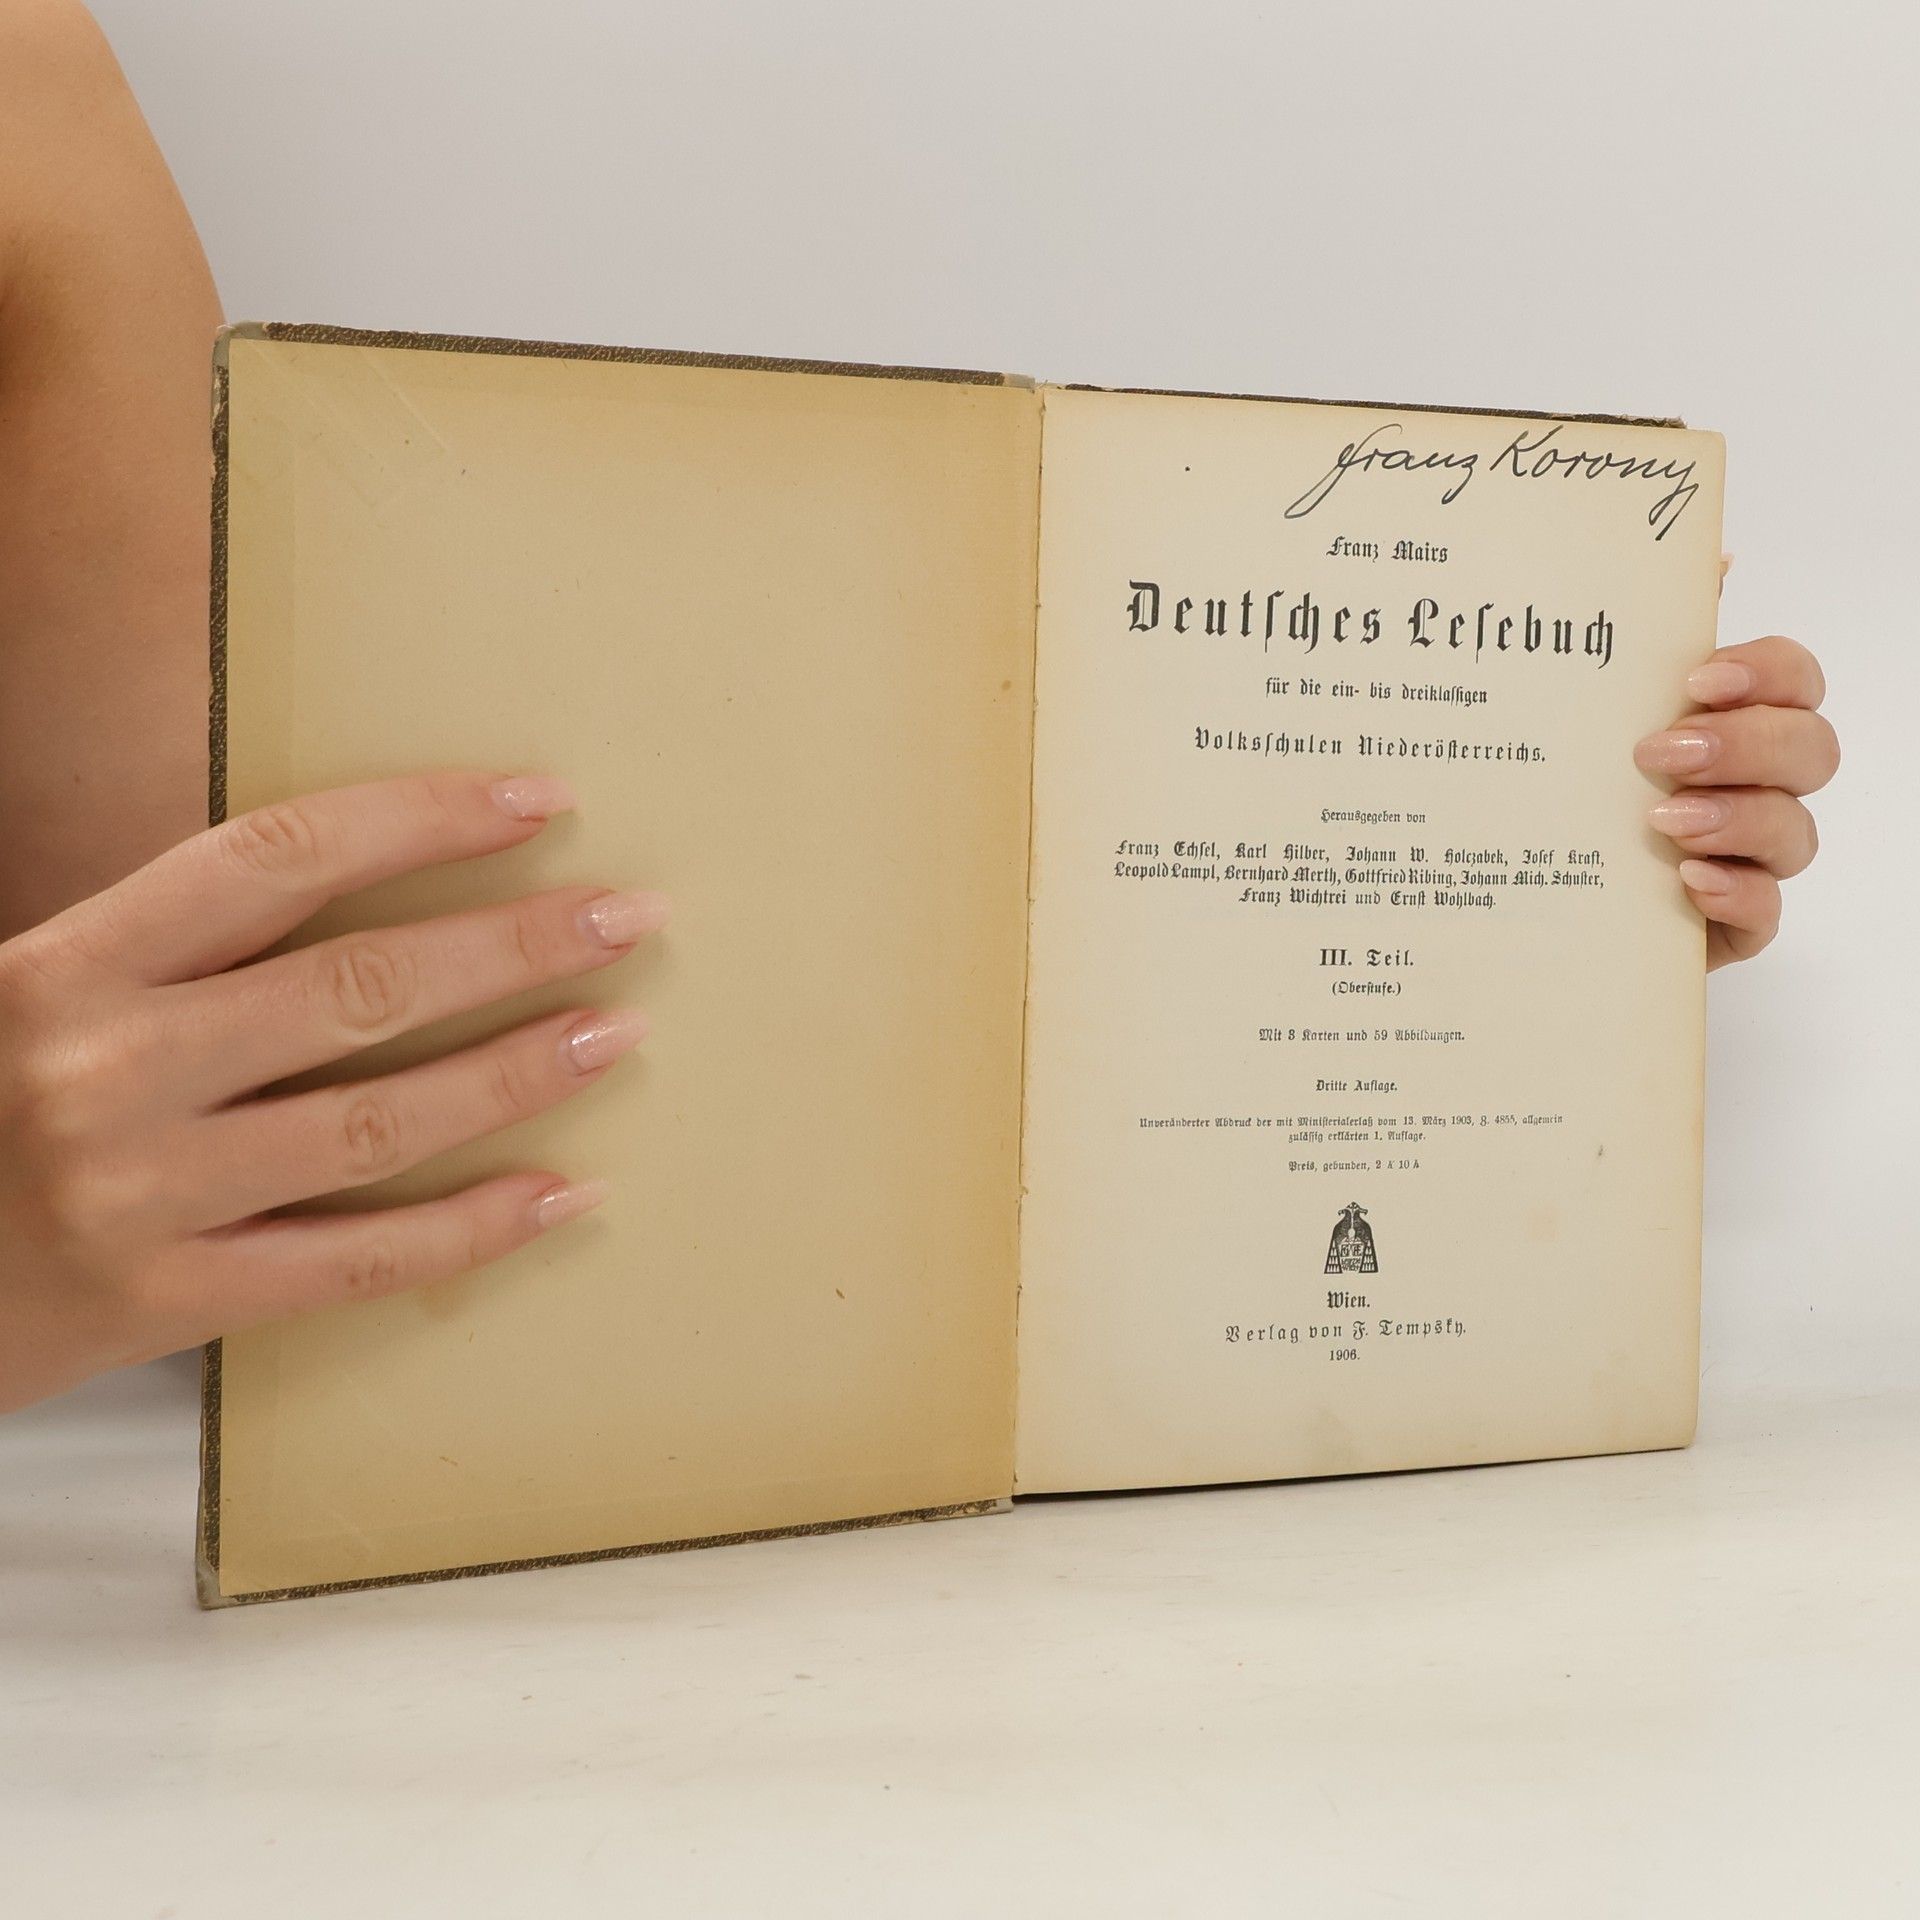 Franz Korony
Franz Mairs
Deutſches Leſebuch
für die ein- bis dreiklaſſigen
Volksſchulen Niederöſterreichs.
Herausgegeben von
Franz Echſel, Karl Hilber, Johann W. Holczabek, Joſef Kraft,
Leopold Lampl, Bernhard Merth, Gottfried Ribing, Johann Mich. Schuſter,
Franz Wichtrei und Ernſt Wohlbach.
III. Teil.
(Oberſtufe.)
Mit 3 Karten und 59 Abbildungen.
Dritte Auflage.
Unveränderter Abdruck der mit Miniſterialerlaß vom 13. März 1903, Z. 4855, allgemein
zuläſſig erklärten 1. Auflage.
Preis, gebunden, 2 K 10 h
Wien.
Verlag von F. Tempsky.
1906.